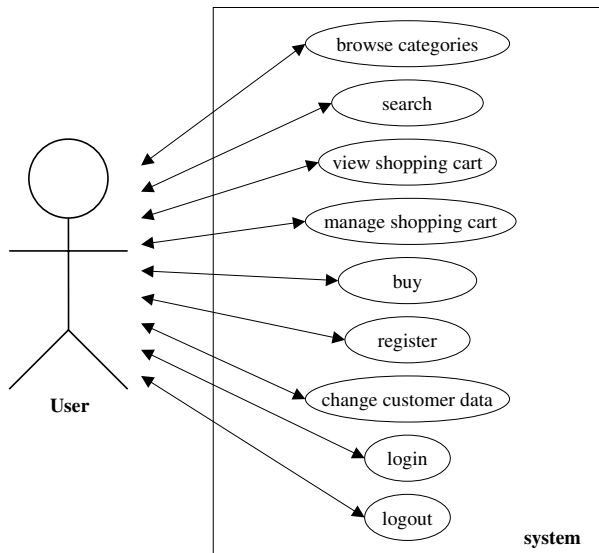 browse categories
search
view shopping cart
manage shopping cart
buy
register
change customer data
User
login
logout
system